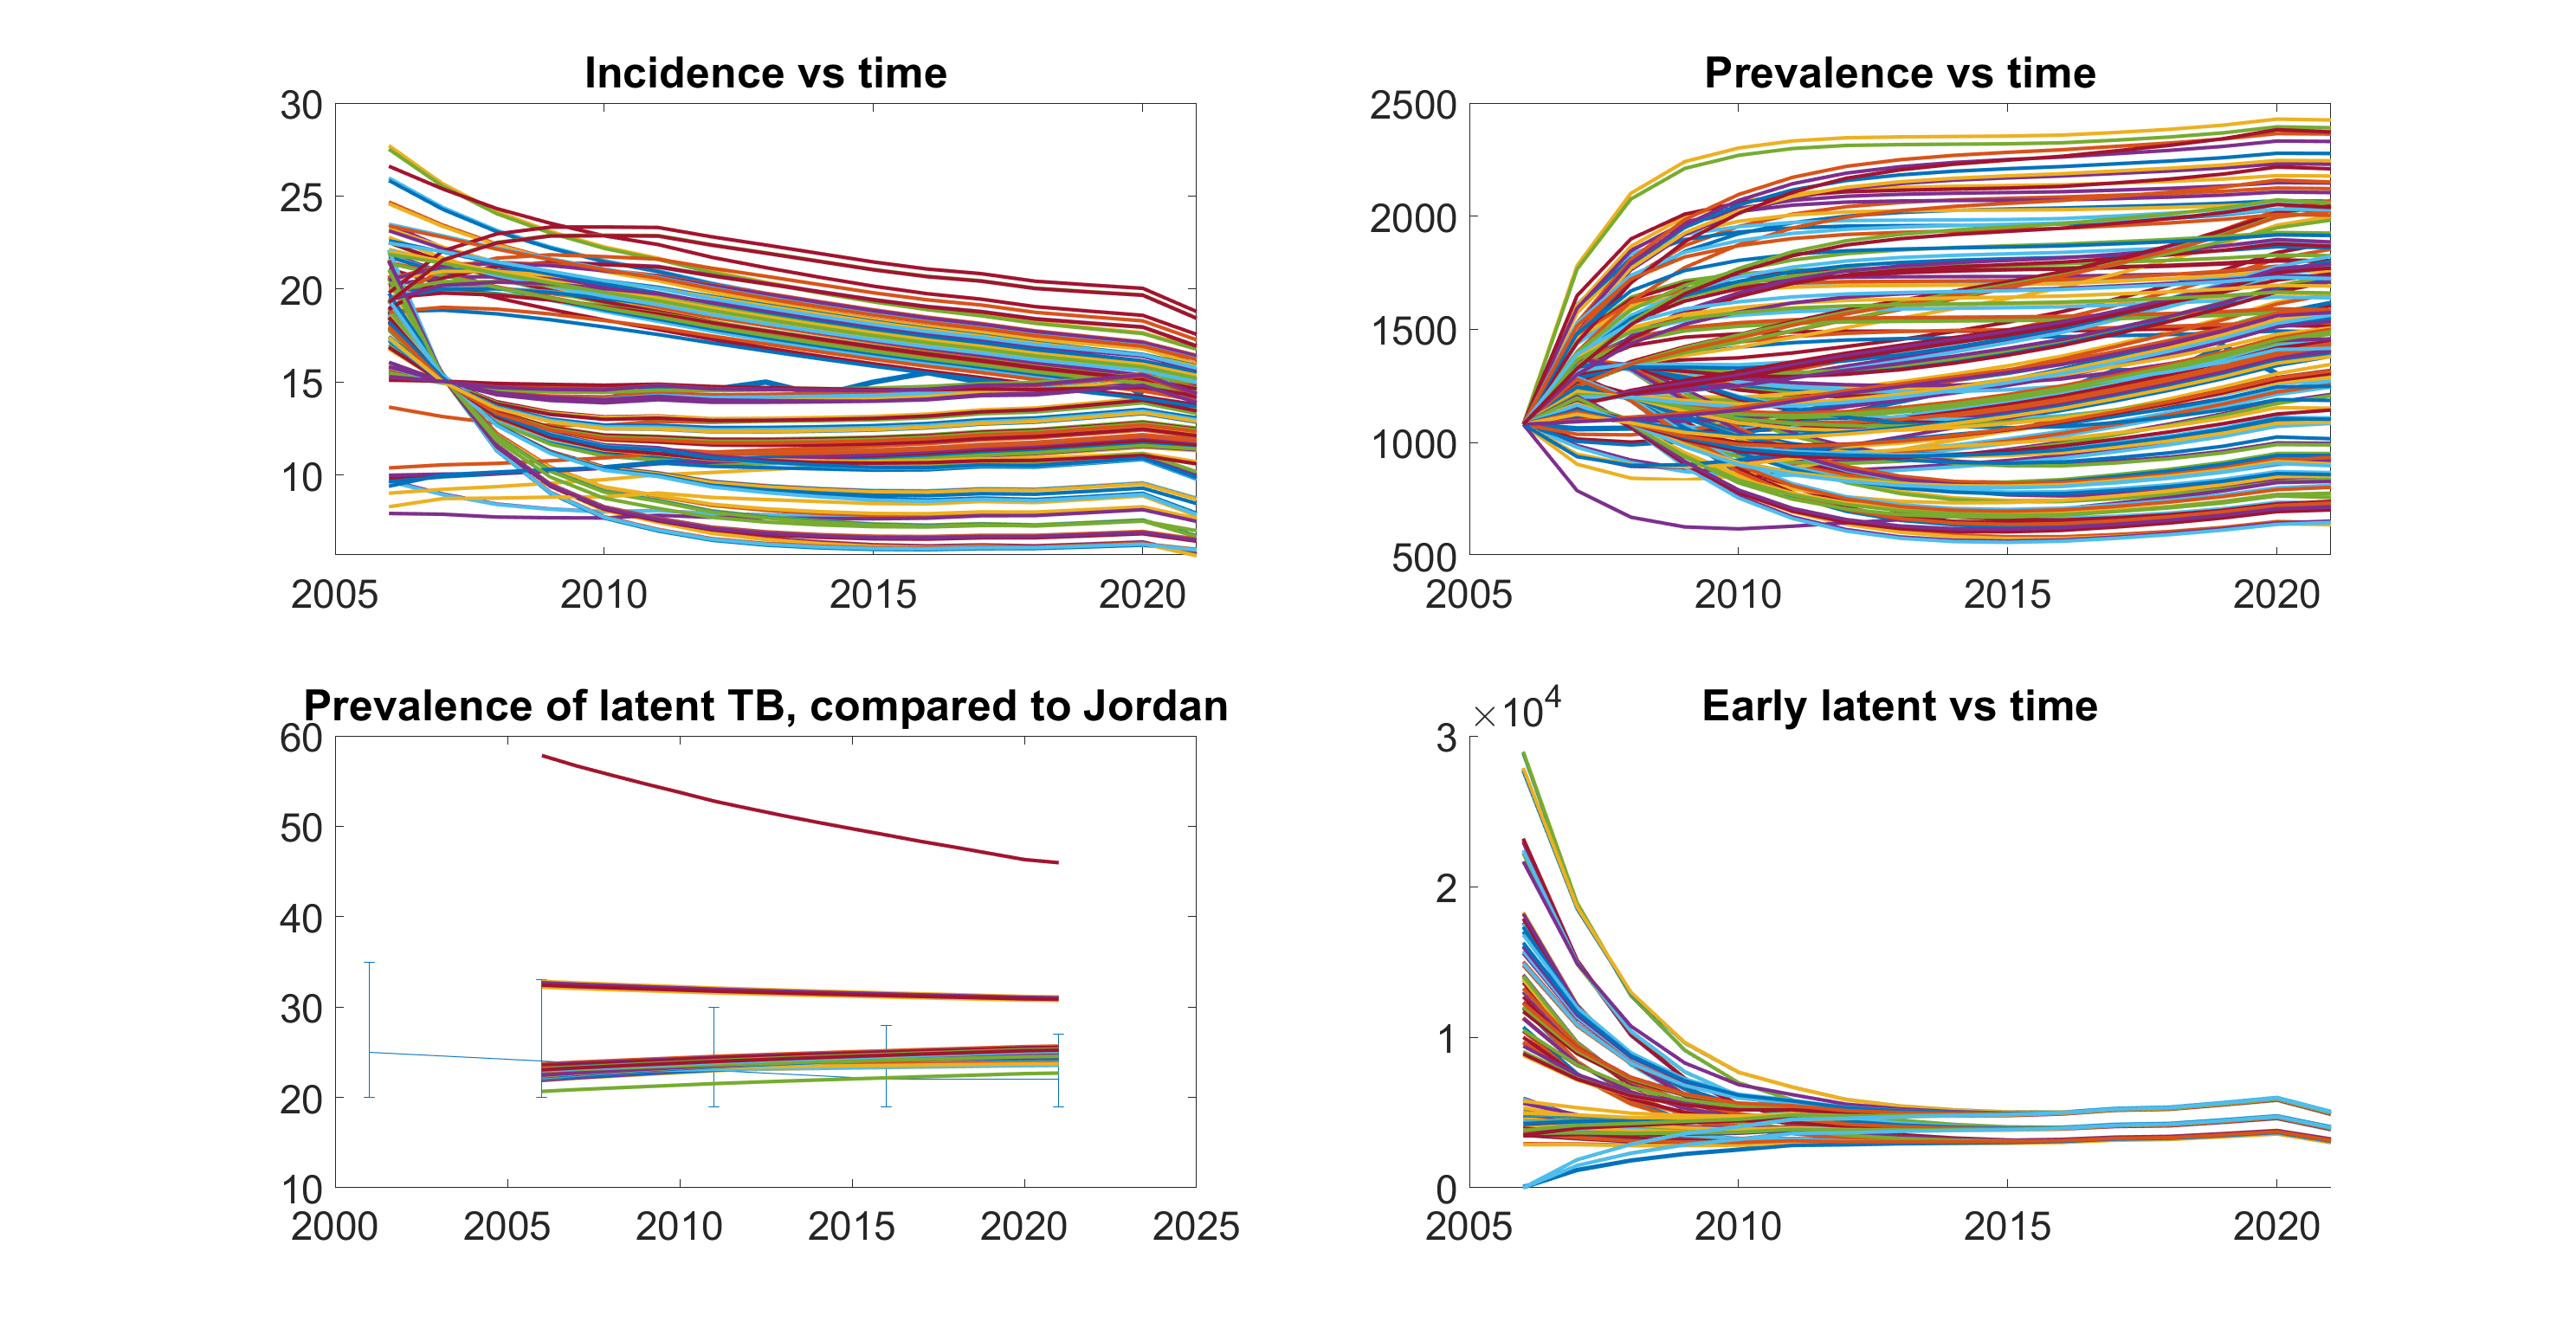 Incidence vs time
30
25
20
15
10
2005 2010 2015 2020
Prevalence vs time
2500
2000
1500
1000
500
2005 2010 2015 2020
Prevalence of latent TB, compared to Jordan
60
50
40
30
20
10
2000 2005 2010 2015 2020 2025
Early latent vs time
×10⁴
3
2
1
0
2005 2010 2015 2020